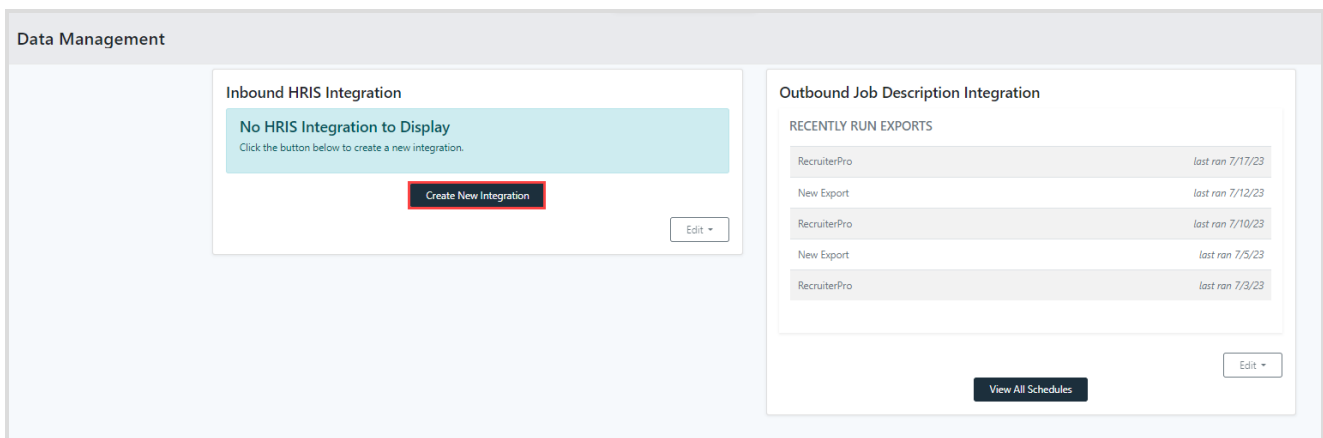 Data Management
Inbound HRIS Integration
No HRIS Integration to Display
Click the button below to create a new integration.
Create New Integration
Edit
Outbound Job Description Integration
RECENTLY RUN EXPORTS
RecruiterPro last ran 7/17/23
New Export last ran 7/12/23
RecruiterPro last ran 7/10/23
New Export last ran 7/5/23
RecruiterPro last ran 7/3/23
Edit
View All Schedules